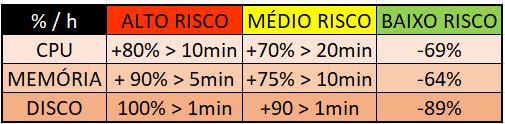 % / h ALTO RISCO MÉDIO RISCO BAIXO RISCO
CPU +80% > 10min +70% > 20min -69%
MEMÓRIA + 90% > 5min +75% > 10min -64%
DISCO 100% > 1min +90 > 1min -89%